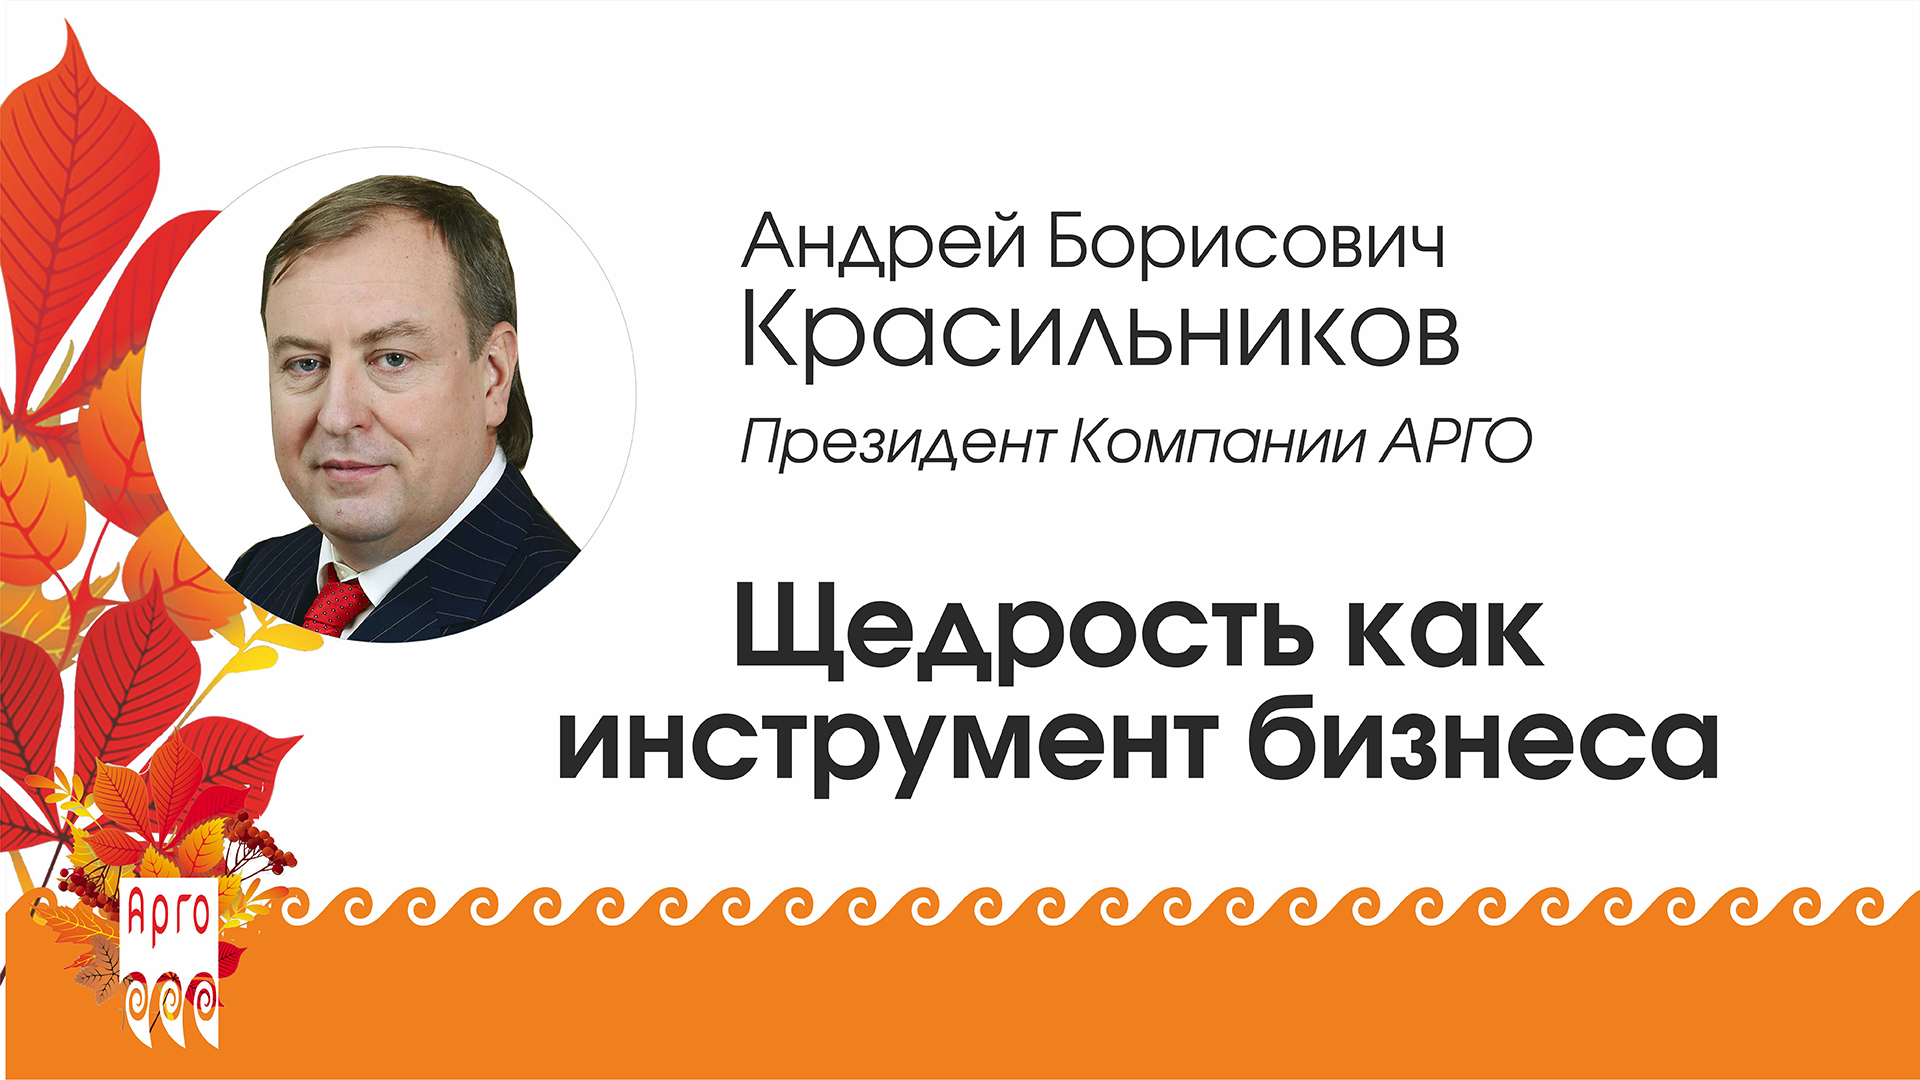 Андрей Борисович
Красильников
Президент Компании АРГО
Щедрость как
инструмент бизнеса
Арго